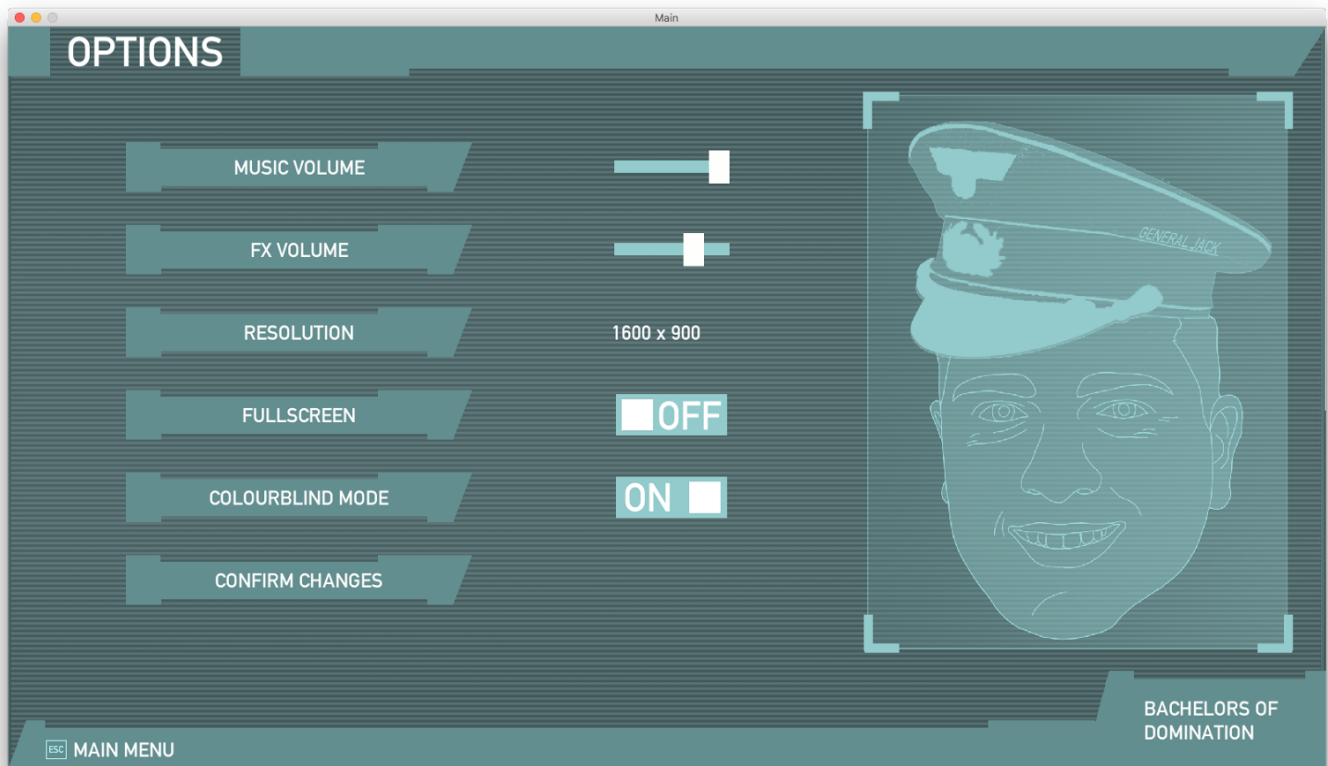 Main
OPTIONS
MUSIC VOLUME
FX VOLUME
RESOLUTION
1600 x 900
FULLSCREEN
OFF
COLOURBLIND MODE
ON
CONFIRM CHANGES
GENERAL JACK
BACHELORS OF
DOMINATION
ESC MAIN MENU